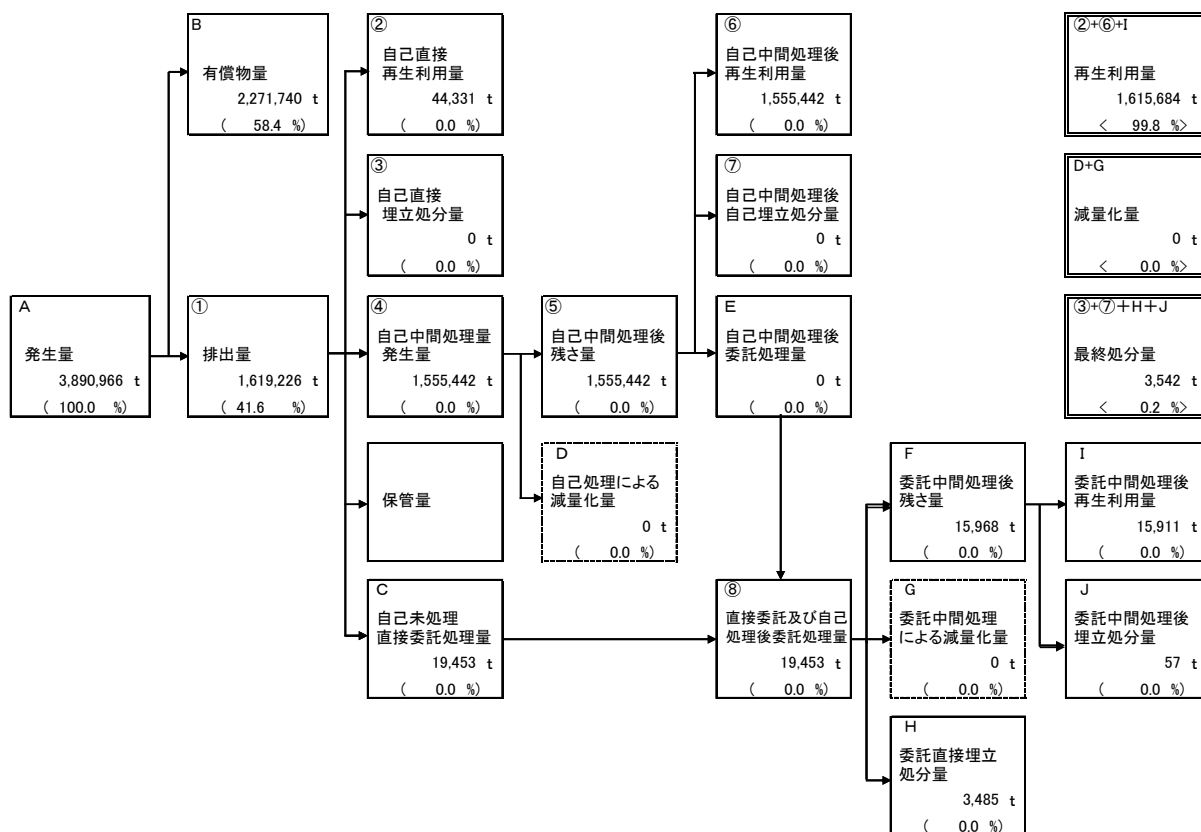 B
有償物量
2,271,740 t
( 58.4 %)
②
自己直接
再生利用量
44,331 t
( 0.0 %)
⑥
自己中間処理後
再生利用量
1,555,442 t
( 0.0 %)
②+⑥+I
再生利用量
1,615,684 t
< 99.8 %>
③
自己直接
埋立処分量
0 t
( 0.0 %)
⑦
自己中間処理後
自己埋立処分量
0 t
( 0.0 %)
D+G
減量化量
0 t
< 0.0 %>
A
発生量
3,890,966 t
( 100.0 %)
①
排出量
1,619,226 t
( 41.6 %)
④
自己中間処理量
発生量
1,555,442 t
( 0.0 %)
⑤
自己中間処理後
残さ量
1,555,442 t
( 0.0 %)
E
自己中間処理後
委託処理量
0 t
( 0.0 %)
③+⑦+H+J
最終処分量
3,542 t
< 0.2 %>
保管量
D
自己処理による
減量化量
0 t
( 0.0 %)
F
委託中間処理後
残さ量
15,968 t
( 0.0 %)
I
委託中間処理後
再生利用量
15,911 t
( 0.0 %)
C
自己未処理
直接委託処理量
19,453 t
( 0.0 %)
⑧
直接委託及び自己
処理後委託処理量
19,453 t
( 0.0 %)
G
委託中間処理
による減量化量
0 t
( 0.0 %)
J
委託中間処理後
埋立処分量
57 t
( 0.0 %)
H
委託直接埋立
処分量
3,485 t
( 0.0 %)